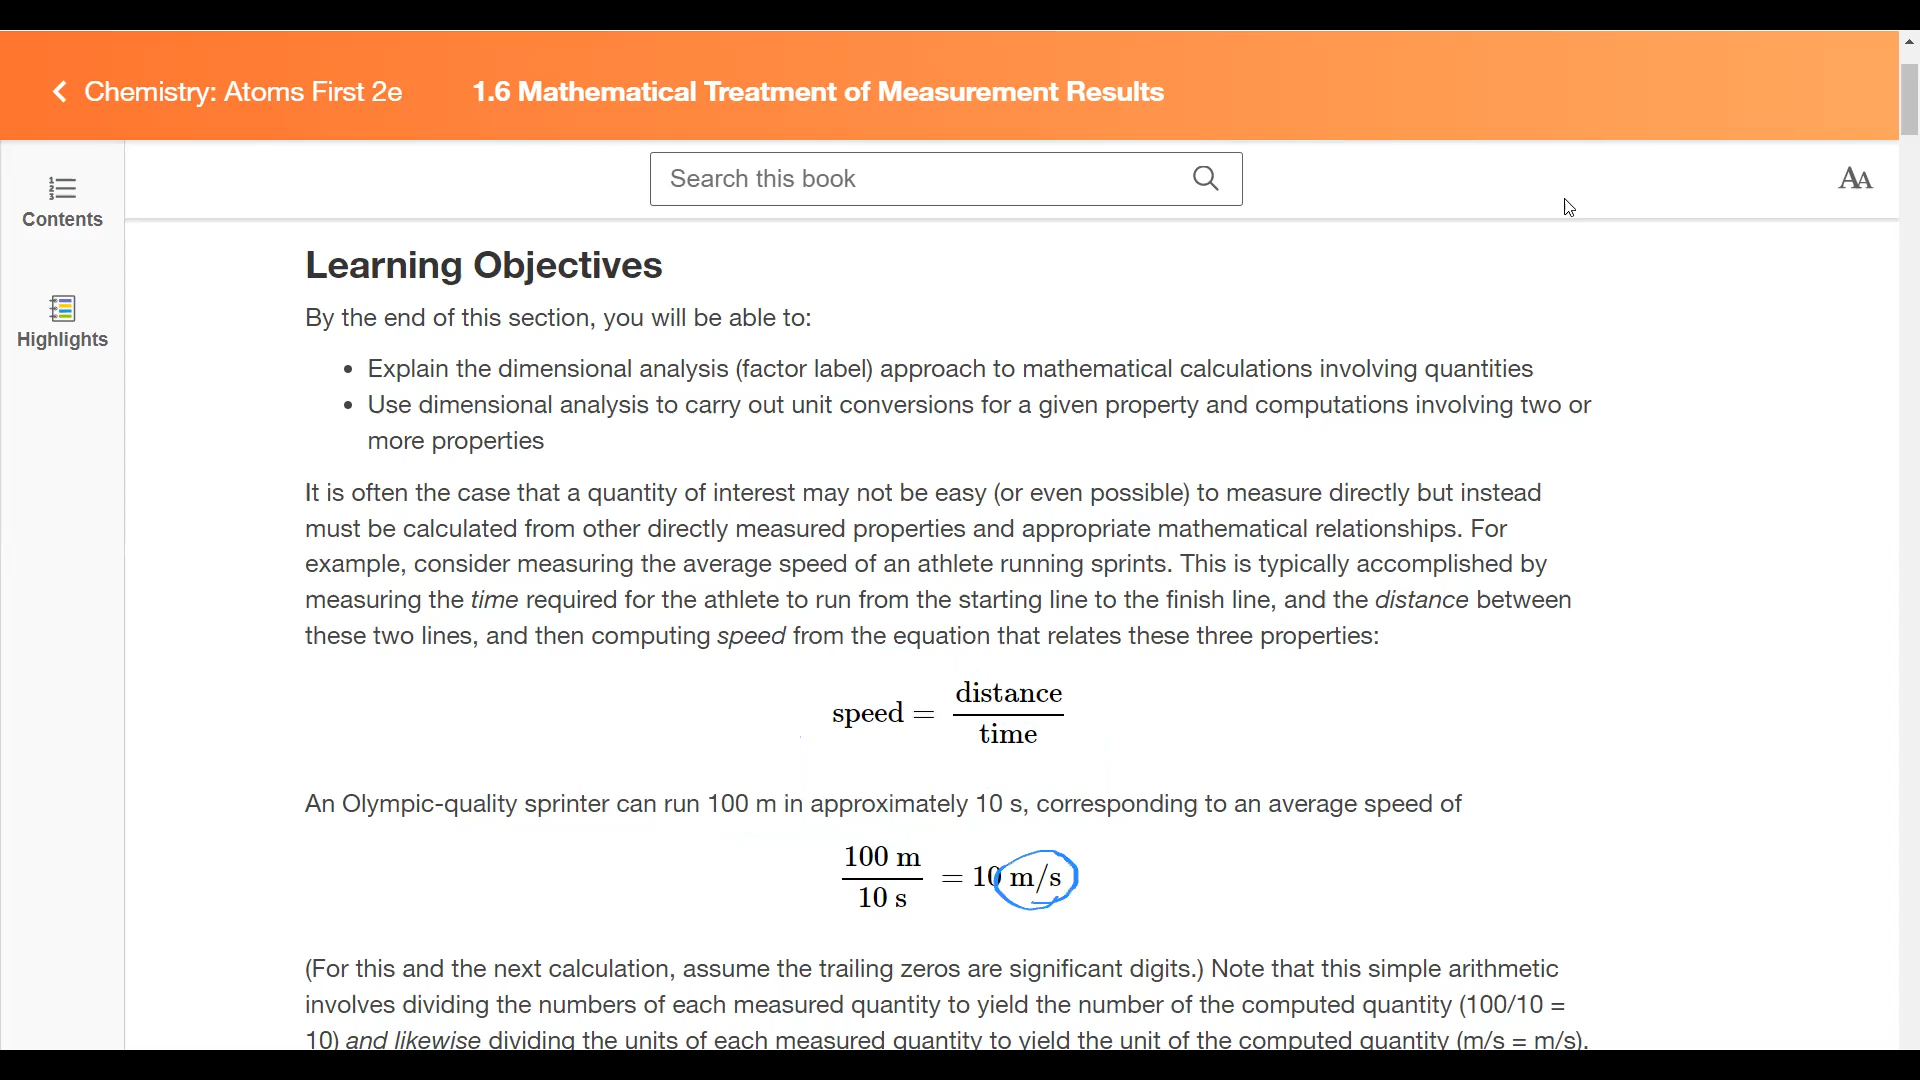 Chemistry: Atoms First 2e
1.6 Mathematical Treatment of Measurement Results
Search this book
AA
Contents
Highlights
Learning Objectives
By the end of this section, you will be able to:
• Explain the dimensional analysis (factor label) approach to mathematical calculations involving quantities
• Use dimensional analysis to carry out unit conversions for a given property and computations involving two or
more properties
It is often the case that a quantity of interest may not be easy (or even possible) to measure directly but instead
must be calculated from other directly measured properties and appropriate mathematical relationships. For
example, consider measuring the average speed of an athlete running sprints. This is typically accomplished by
measuring the time required for the athlete to run from the starting line to the finish line, and the distance between
these two lines, and then computing speed from the equation that relates these three properties:
speed = distance / time
An Olympic-quality sprinter can run 100 m in approximately 10 s, corresponding to an average speed of
100 m / 10 s = 10 m/s
(For this and the next calculation, assume the trailing zeros are significant digits.) Note that this simple arithmetic
involves dividing the numbers of each measured quantity to yield the number of the computed quantity (100/10 =
10) and likewise dividing the units of each measured quantity to yield the unit of the computed quantity (m/s = m/s).